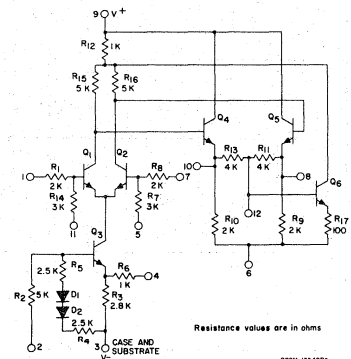 9 V+
R12 1K
R15 5K
R16 5K
Q4
Q5
Q1
Q2
R13 4K
R11 4K
10
8
1
R1 2K
R8 2K
7
Q6
R14 3K
R7 3K
12
R10 2K
R9 2K
R17 100
11
5
Q3
6
R5 2.5K
R6 1K
4
R2 5K
D1
R3 2.8K
D2
2.5K R4
3 V-
CASE AND SUBSTRATE
2
Resistance values are in ohms